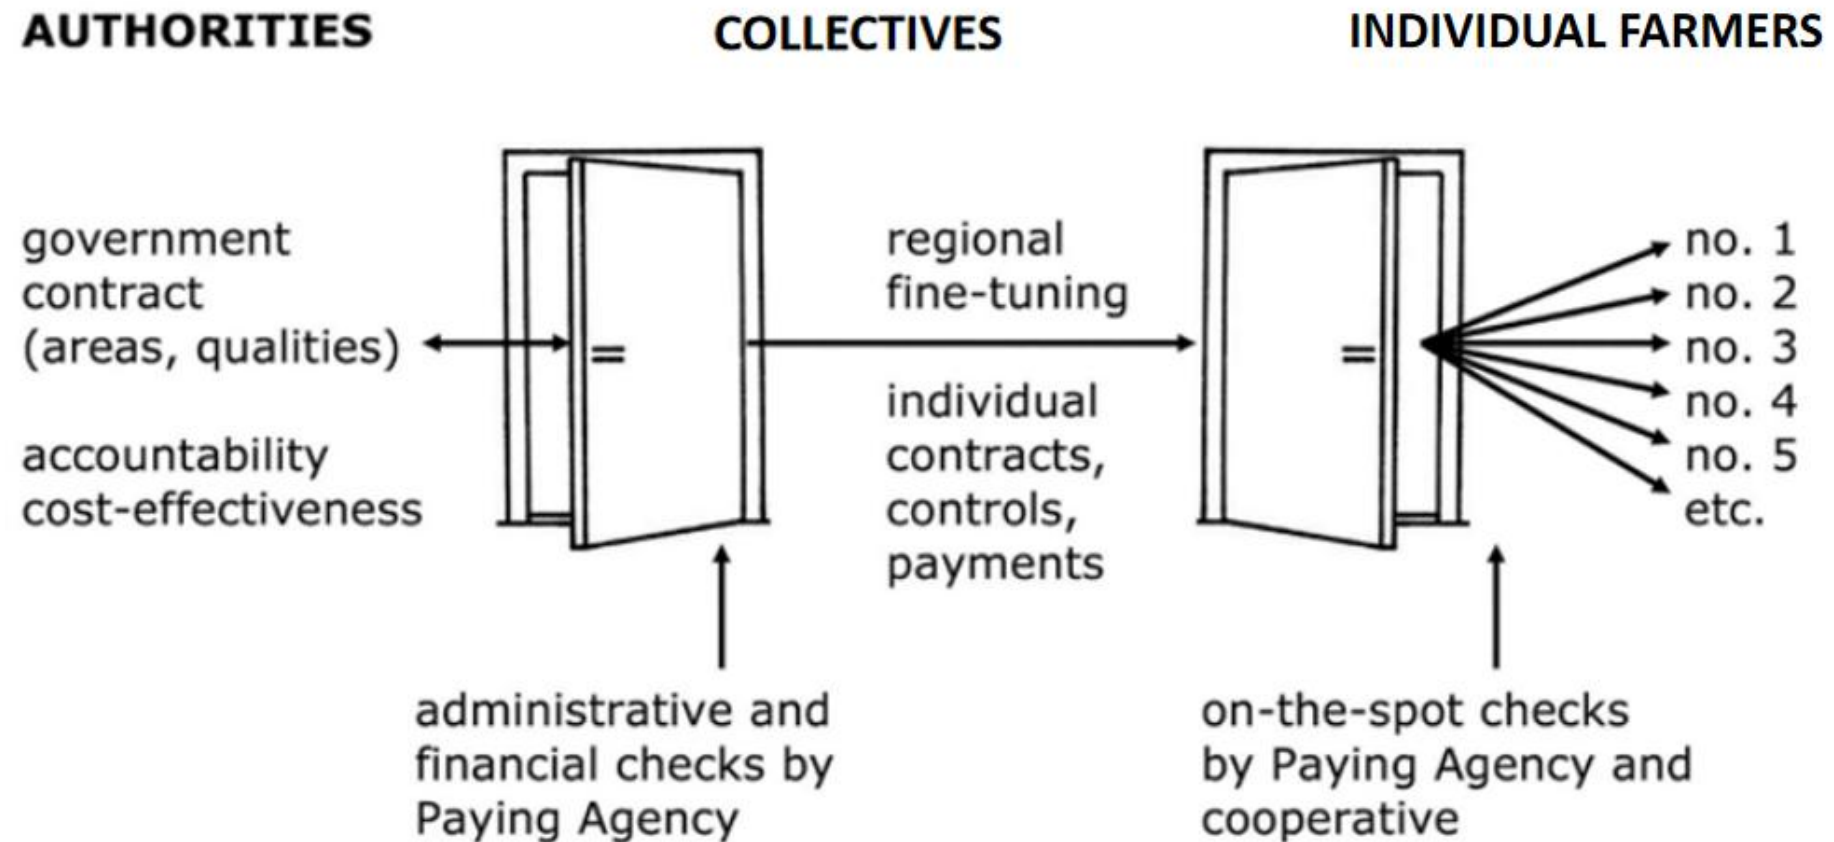 AUTHORITIES
COLLECTIVES
INDIVIDUAL FARMERS
government
contract
(areas, qualities)
accountability
cost-effectiveness
regional
fine-tuning
individual
contracts,
controls,
payments
no. 1
no. 2
no. 3
no. 4
no. 5
etc.
administrative and
financial checks by
Paying Agency
on-the-spot checks
by Paying Agency and
cooperative